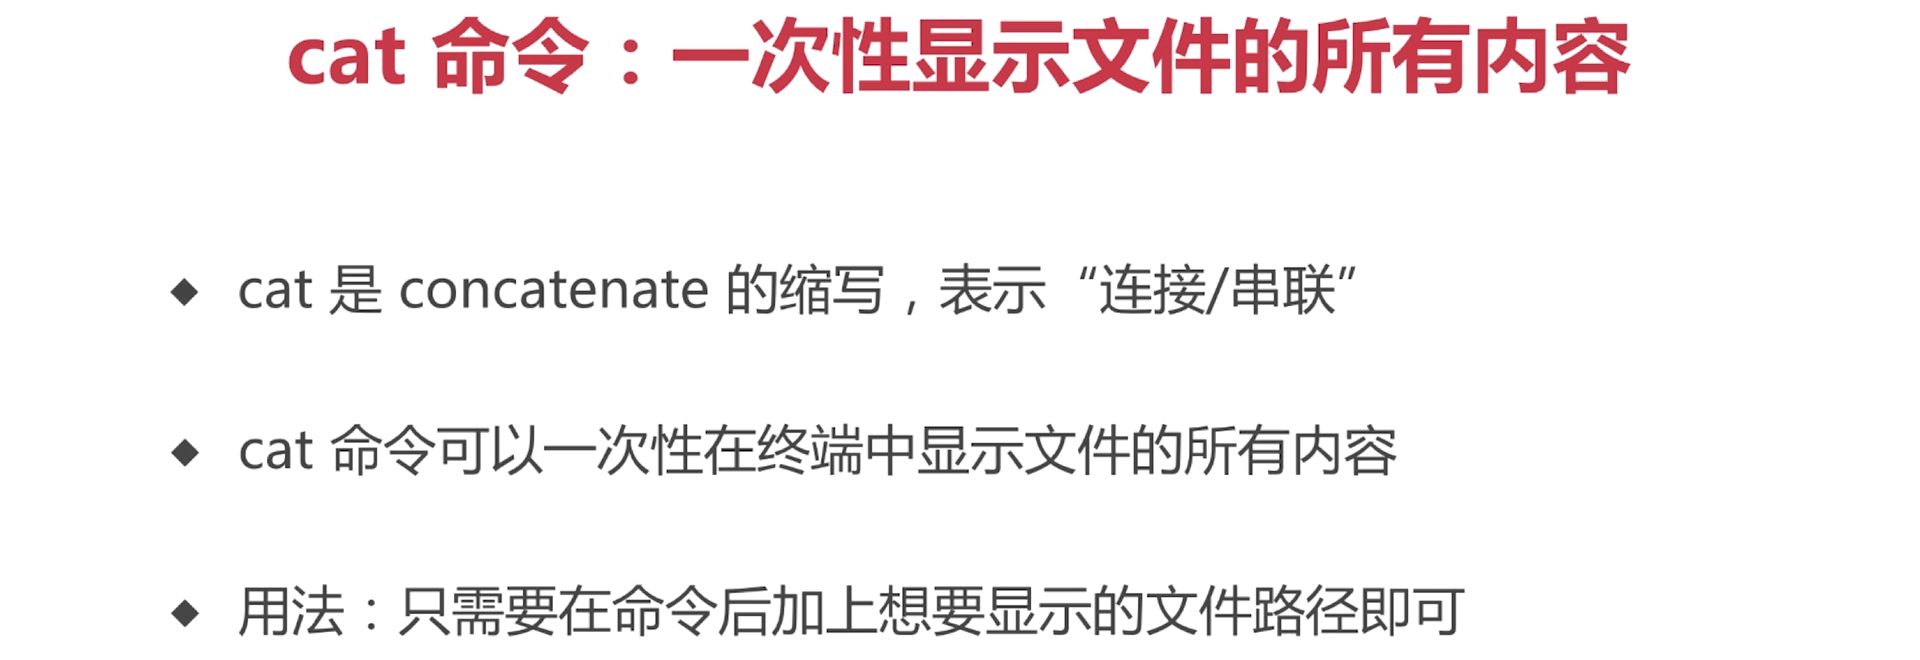 cat 命令：一次性显示文件的所有内容
◆ cat 是 concatenate 的缩写，表示“连接/串联”
◆ cat 命令可以一次性在终端中显示文件的所有内容
◆ 用法：只需要在命令后加上想要显示的文件路径即可